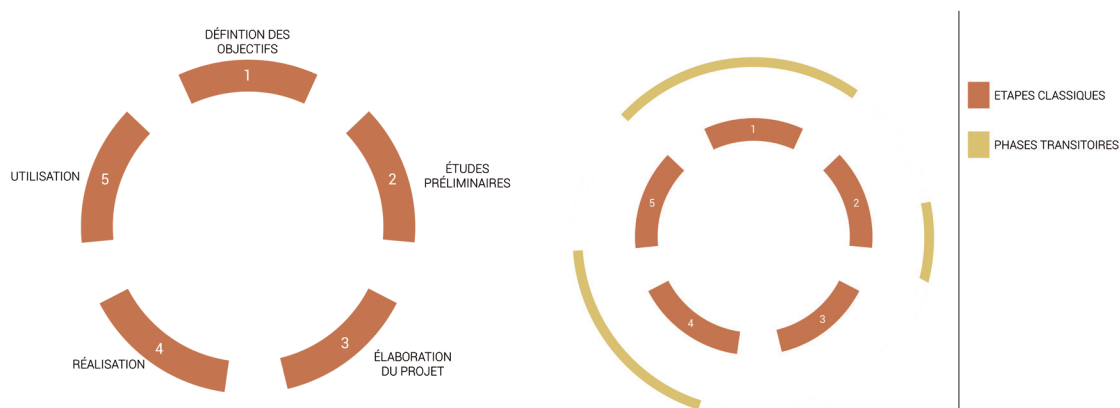 DÉFINTION DES
OBJECTIFS
1
ÉTUDES
PRÉLIMINAIRES
2
3
ÉLABORATION
DU PROJET
4
RÉALISATION
5
UTILISATION
1
2
3
4
5
ETAPES CLASSIQUES
PHASES TRANSITOIRES